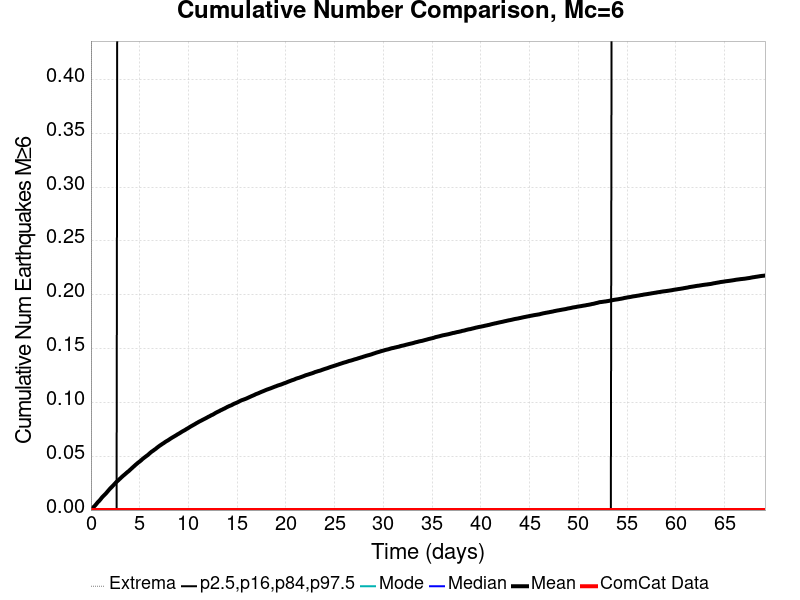 Cumulative Number Comparison, Mc=6
Cumulative Num Earthquakes M≥6
0.40
0.35
0.30
0.25
0.20
0.15
0.10
0.05
0.00
0 5 10 15 20 25 30 35 40 45 50 55 60 65
Time (days)
Extrema p2.5,p16,p84,p97.5 Mode Median Mean ComCat Data